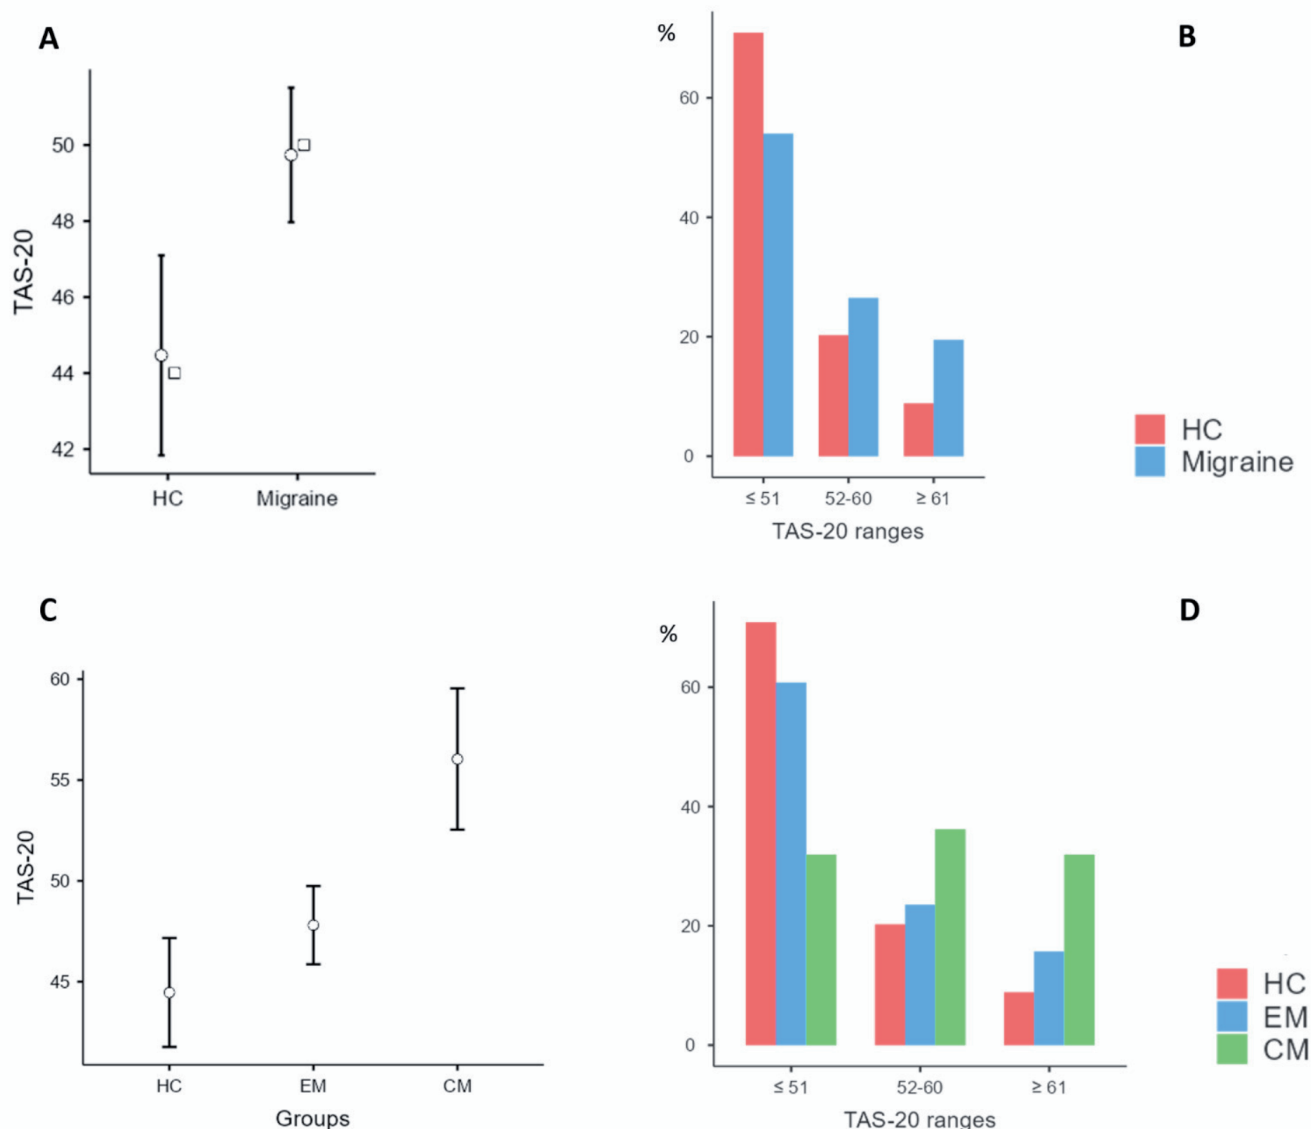 A
TAS-20
50
48
46
44
42
HC Migraine
B
%
60
40
20
0
≤ 51 52-60 ≥ 61
TAS-20 ranges
HC
Migraine
C
TAS-20
60
55
50
45
HC EM CM
Groups
D
%
60
40
20
0
≤ 51 52-60 ≥ 61
TAS-20 ranges
HC
EM
CM